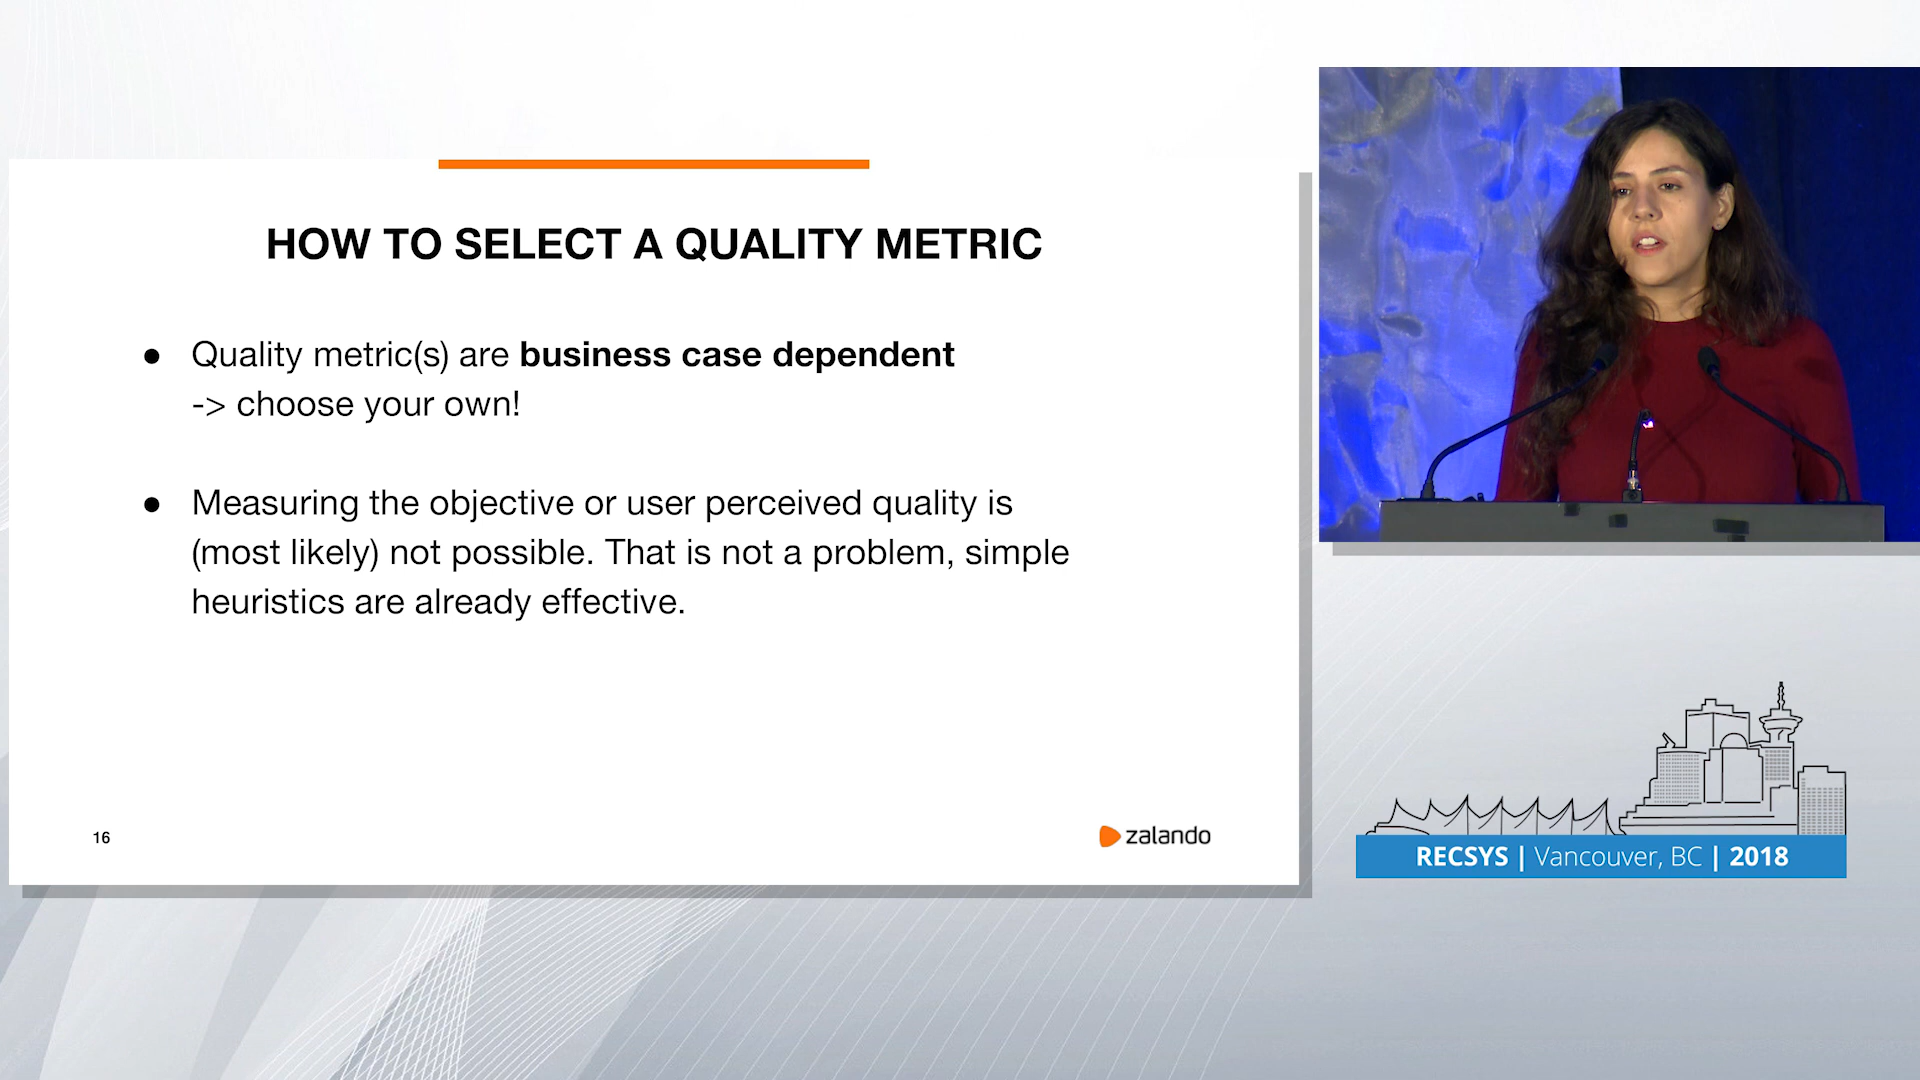 HOW TO SELECT A QUALITY METRIC
● Quality metric(s) are business case dependent
-> choose your own!
● Measuring the objective or user perceived quality is
(most likely) not possible. That is not a problem, simple
heuristics are already effective.
16
zalando
RECSYS | Vancouver, BC | 2018